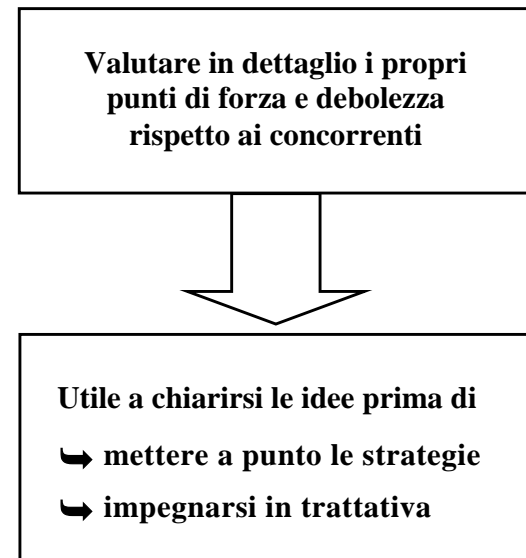 Valutare in dettaglio i propri
punti di forza e debolezza
rispetto ai concorrenti
Utile a chiarirsi le idee prima di
➥ mettere a punto le strategie
➥ impegnarsi in trattativa